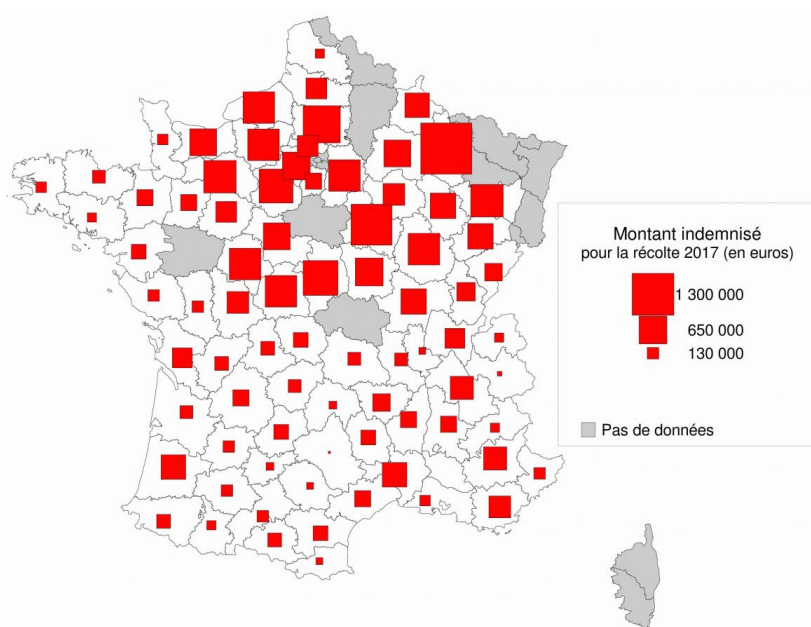 Montant indemnisé
pour la récolte 2017 (en euros)
1 300 000
650 000
130 000
Pas de données